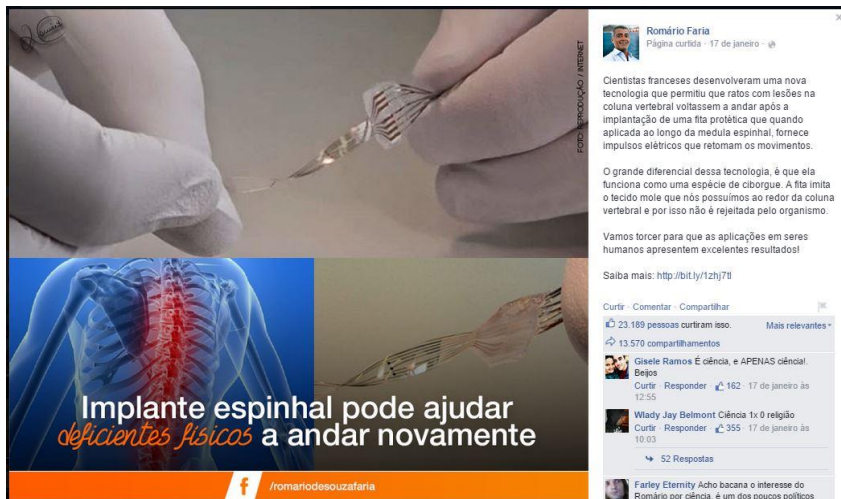 FOTO: REPRODUÇÃO / INTERNET
Implante espinhal pode ajudar
deficientes físicos a andar novamente
f /romariodesouzafaria
Romário Faria
Página curtida · 17 de janeiro ·
Cientistas franceses desenvolveram uma nova
tecnologia que permitiu que ratos com lesões na
coluna vertebral voltassem a andar após a
implantação de uma fita protética que quando
aplicada ao longo da medula espinhal, fornece
impulsos elétricos que retomam os movimentos.
O grande diferencial dessa tecnologia, é que ela
funciona como uma espécie de ciborgue. A fita imita
o tecido mole que nós possuímos ao redor da coluna
vertebral e por isso não é rejeitada pelo organismo.
Vamos torcer para que as aplicações em seres
humanos apresentem excelentes resultados!
Saiba mais: http://bit.ly/1zhj7tl
Curtir · Comentar · Compartilhar
23.189 pessoas curtiram isso. Mais relevantes
13.570 compartilhamentos
Gisele Ramos É ciência, e APENAS ciência!.
Beijos
Curtir · Responder · 162 · 17 de janeiro às
12:55
Wlady Jay Belmont Ciência 1x 0 religião
Curtir · Responder · 355 · 17 de janeiro às
10:03
52 Respostas
Farley Eternity Acho bacana o interesse do
Romário por ciência, é um dos poucos políticos